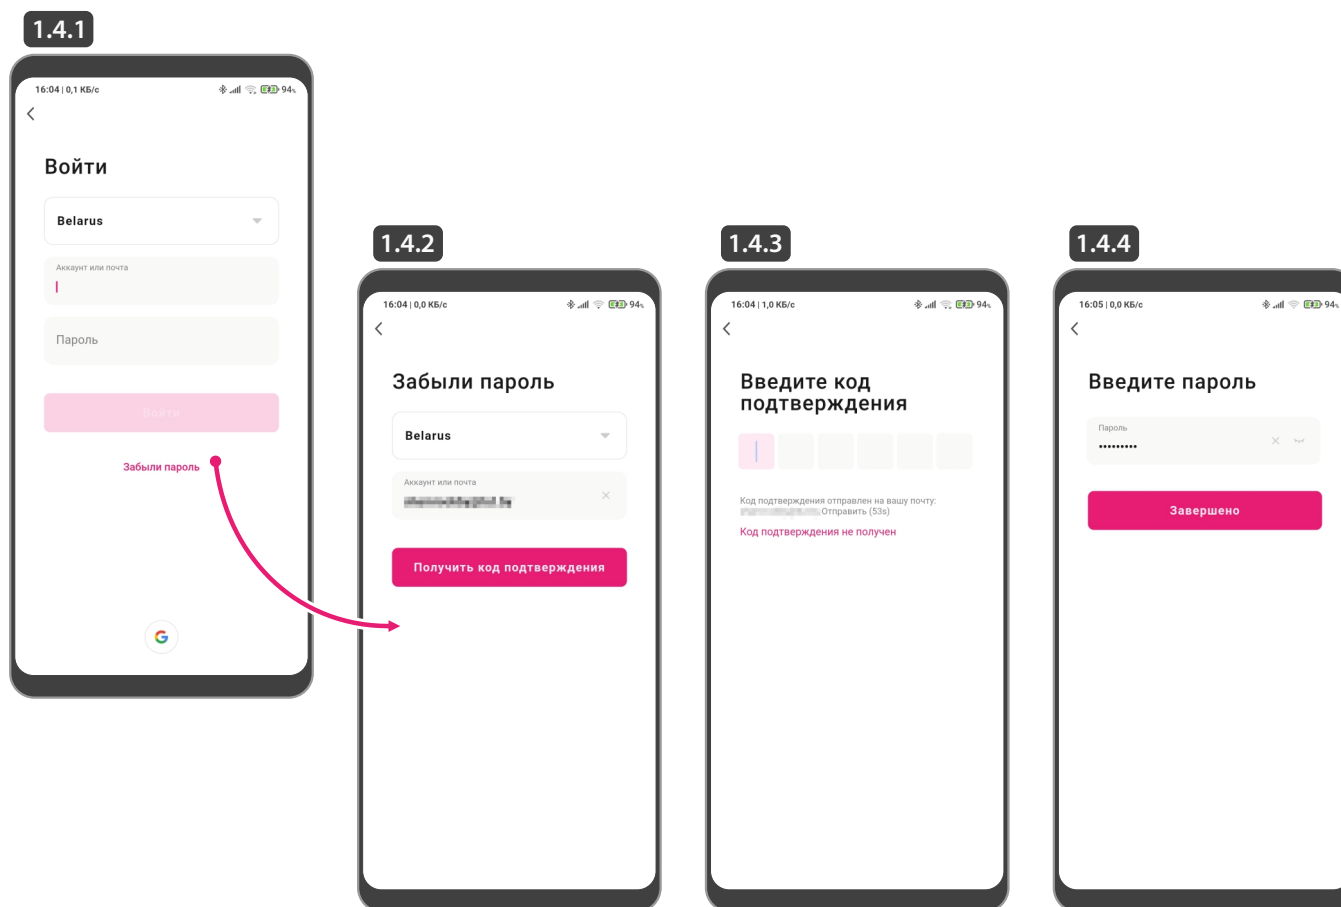 1.4.1
16:04 | 0,1 КБ/с
94%
Войти
Belarus
Аккаунт или почта
Пароль
Войти
Забыли пароль
G
1.4.2
16:04 | 0,0 КБ/с
94%
Забыли пароль
Belarus
Аккаунт или почта
Получить код подтверждения
1.4.3
16:04 | 1,0 КБ/с
94%
Введите код
подтверждения
Код подтверждения отправлен на вашу почту:
Отправить (53s)
Код подтверждения не получен
1.4.4
16:05 | 0,0 КБ/с
94%
Введите пароль
Пароль
•••••••••
Завершено